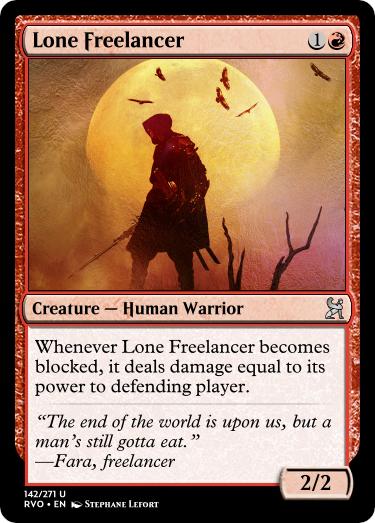 Lone Freelancer 1
Creature — Human Warrior
Whenever Lone Freelancer becomes
blocked, it deals damage equal to its
power to defending player.
“The end of the world is upon us, but a
man’s still gotta eat.”
—Fara, freelancer
2/2
142/271 U
RVO • EN Stephane Lefort